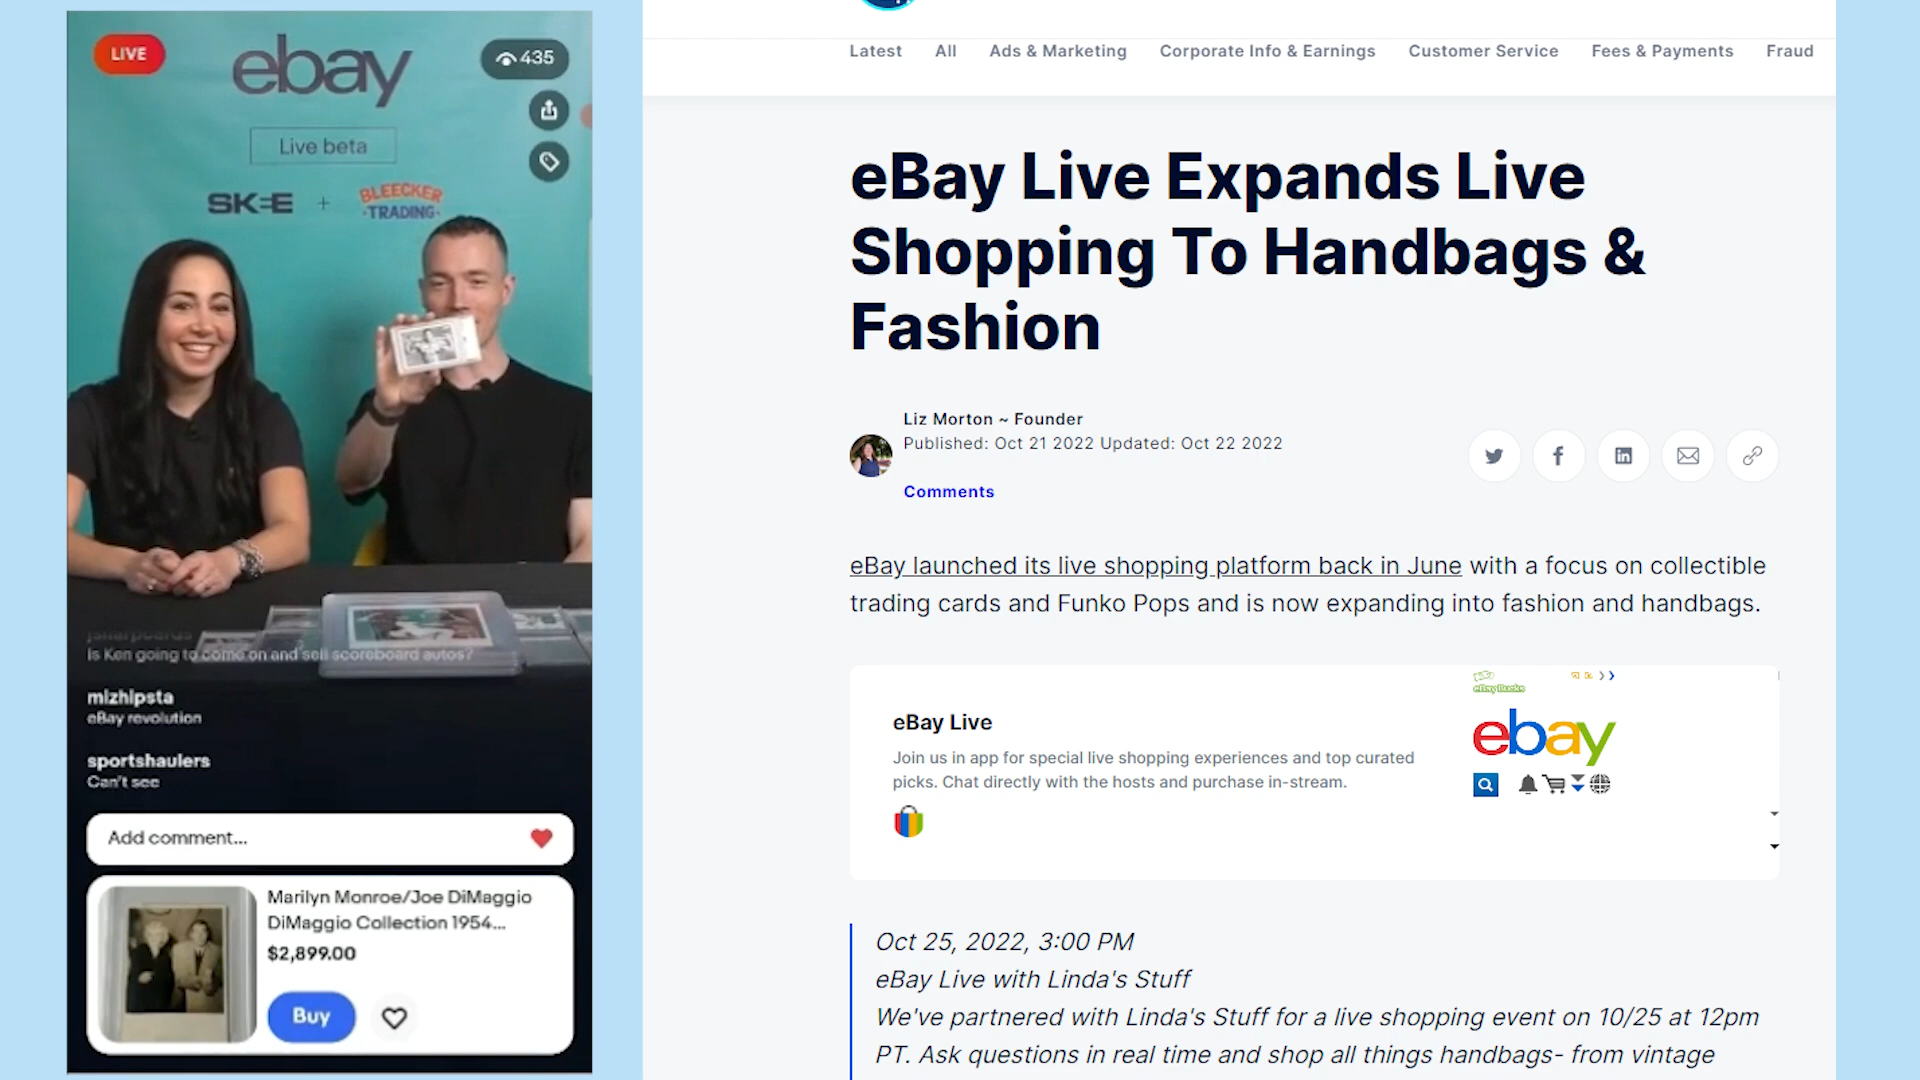 LIVE
ebay
435
Live beta
SKEE + BLEECKER
TRADING
Is Ken going to come on and sell scoreboard autos?
mizhipsta
eBay revolution
sportshaulers
Can't see
Add comment...
Marilyn Monroe/Joe DiMaggio
DiMaggio Collection 1954...
$2,899.00
Buy
Latest All Ads & Marketing Corporate Info & Earnings Customer Service Fees & Payments Fraud
eBay Live Expands Live
Shopping To Handbags &
Fashion
Liz Morton ~ Founder
Published: Oct 21 2022 Updated: Oct 22 2022
Comments
eBay launched its live shopping platform back in June with a focus on collectible
trading cards and Funko Pops and is now expanding into fashion and handbags.
eBay Live
Join us in app for special live shopping experiences and top curated
picks. Chat directly with the hosts and purchase in-stream.
eBay Bucks
ebay
Oct 25, 2022, 3:00 PM
eBay Live with Linda's Stuff
We've partnered with Linda's Stuff for a live shopping event on 10/25 at 12pm
PT. Ask questions in real time and shop all things handbags- from vintage